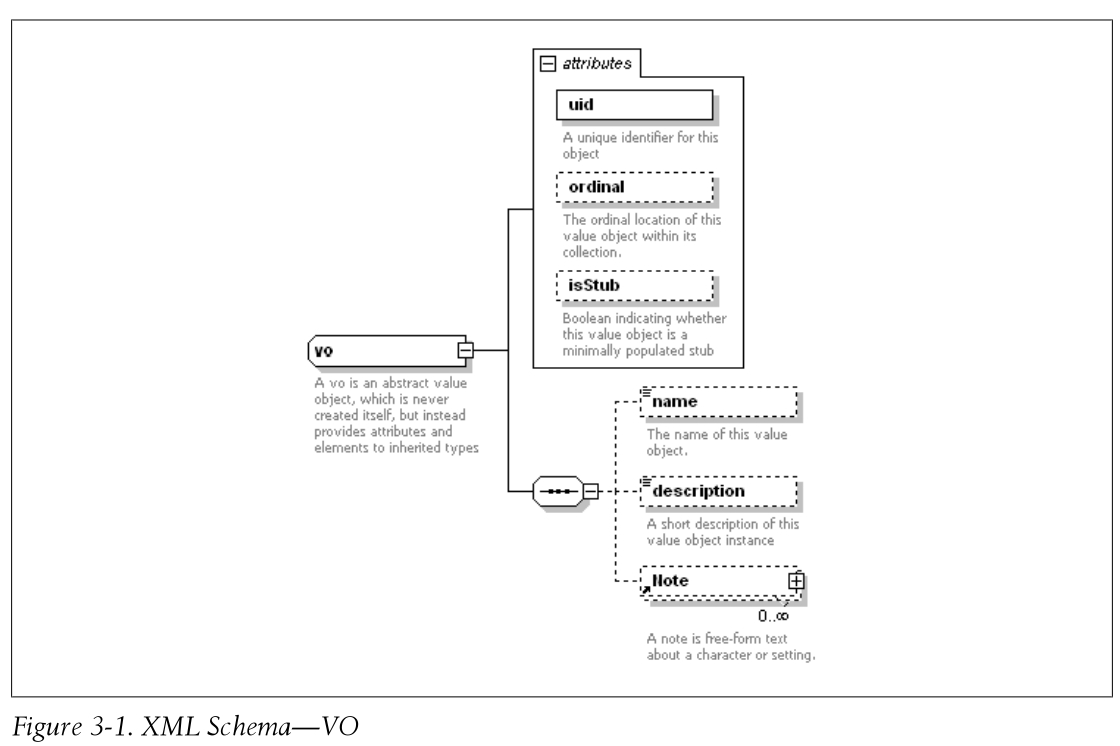 attributes
uid
A unique identifier for this
object
ordinal
The ordinal location of this
value object within its
collection.
isStub
Boolean indicating whether
this value object is a
minimally populated stub
vo
A vo is an abstract value
object, which is never
created itself, but instead
provides attributes and
elements to inherited types
name
The name of this value
object.
description
A short description of this
value object instance
Note
0..∞
A note is free-form text
about a character or setting.
Figure 3-1. XML Schema—VO